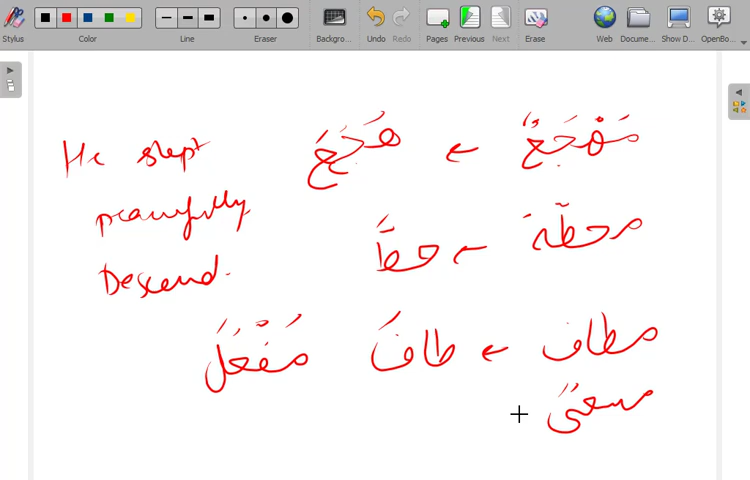 Stylus Color Line Eraser Backgro... Undo Redo Pages Previous Next Erase Web Docume... Show D... OpenBo...
مَهْجَعٌ ← هَجَعَ He slept
peacefully
محطّة ← حطَّ Descend.
مطاف ← طافَ مَفْعَل
مسعىً